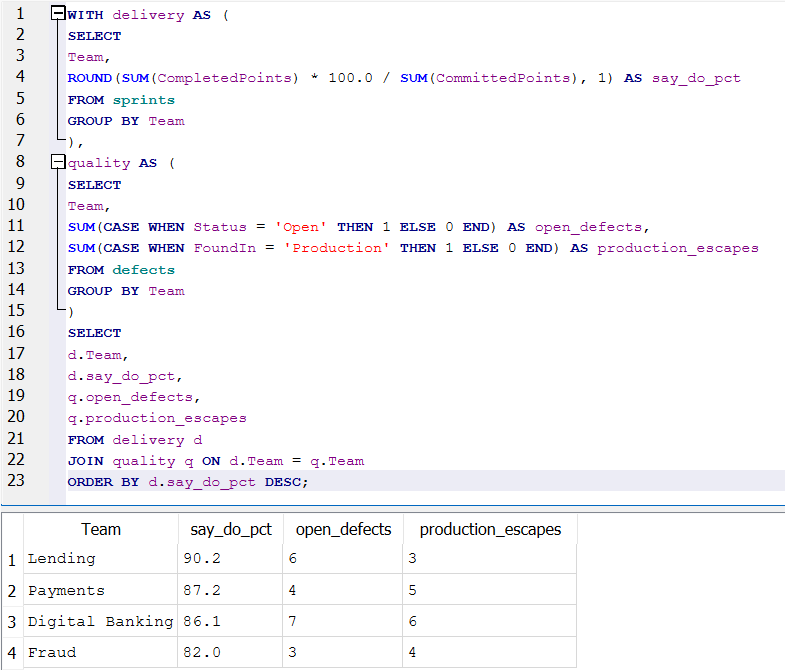 1 WITH delivery AS (
2 SELECT
3 Team,
4 ROUND(SUM(CompletedPoints) * 100.0 / SUM(CommittedPoints), 1) AS say_do_pct
5 FROM sprints
6 GROUP BY Team
7 ),
8 quality AS (
9 SELECT
10 Team,
11 SUM(CASE WHEN Status = 'Open' THEN 1 ELSE 0 END) AS open_defects,
12 SUM(CASE WHEN FoundIn = 'Production' THEN 1 ELSE 0 END) AS production_escapes
13 FROM defects
14 GROUP BY Team
15 )
16 SELECT
17 d.Team,
18 d.say_do_pct,
19 q.open_defects,
20 q.production_escapes
21 FROM delivery d
22 JOIN quality q ON d.Team = q.Team
23 ORDER BY d.say_do_pct DESC;
Team say_do_pct open_defects production_escapes
1 Lending 90.2 6 3
2 Payments 87.2 4 5
3 Digital Banking 86.1 7 6
4 Fraud 82.0 3 4